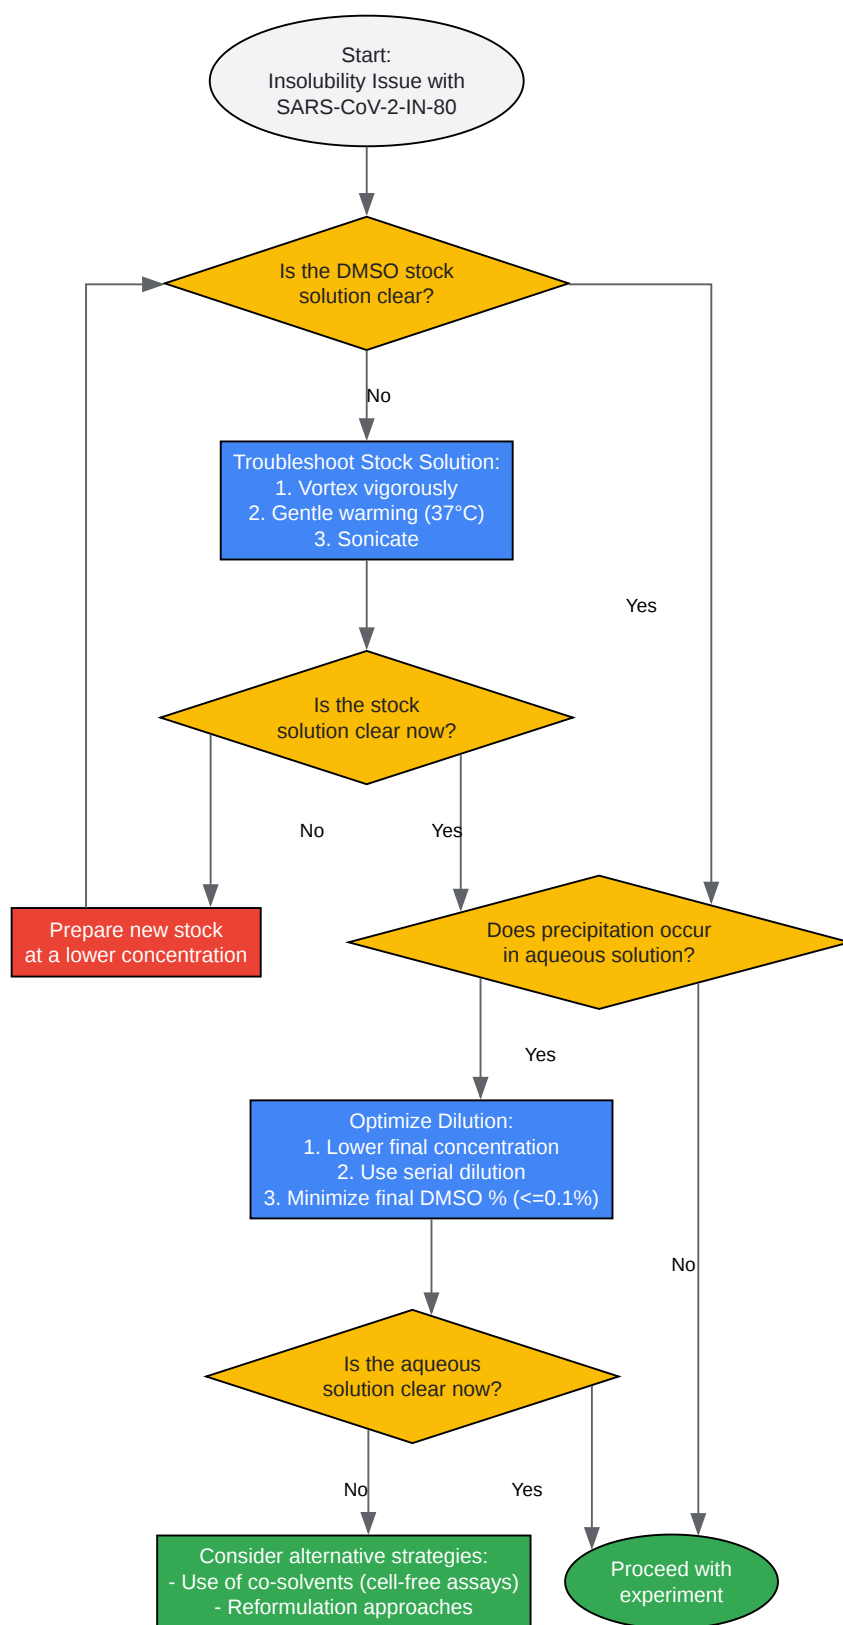 Start:
Insolubility Issue with
SARS-CoV-2-IN-80
Is the DMSO stock
solution clear?
No
Troubleshoot Stock Solution:
1. Vortex vigorously
2. Gentle warming (37°C)
3. Sonicate
Yes
Is the stock
solution clear now?
No
Yes
Prepare new stock
at a lower concentration
Does precipitation occur
in aqueous solution?
Yes
Optimize Dilution:
1. Lower final concentration
2. Use serial dilution
3. Minimize final DMSO % (<=0.1%)
No
Is the aqueous
solution clear now?
No
Yes
Consider alternative strategies:
- Use of co-solvents (cell-free assays)
- Reformulation approaches
Proceed with
experiment